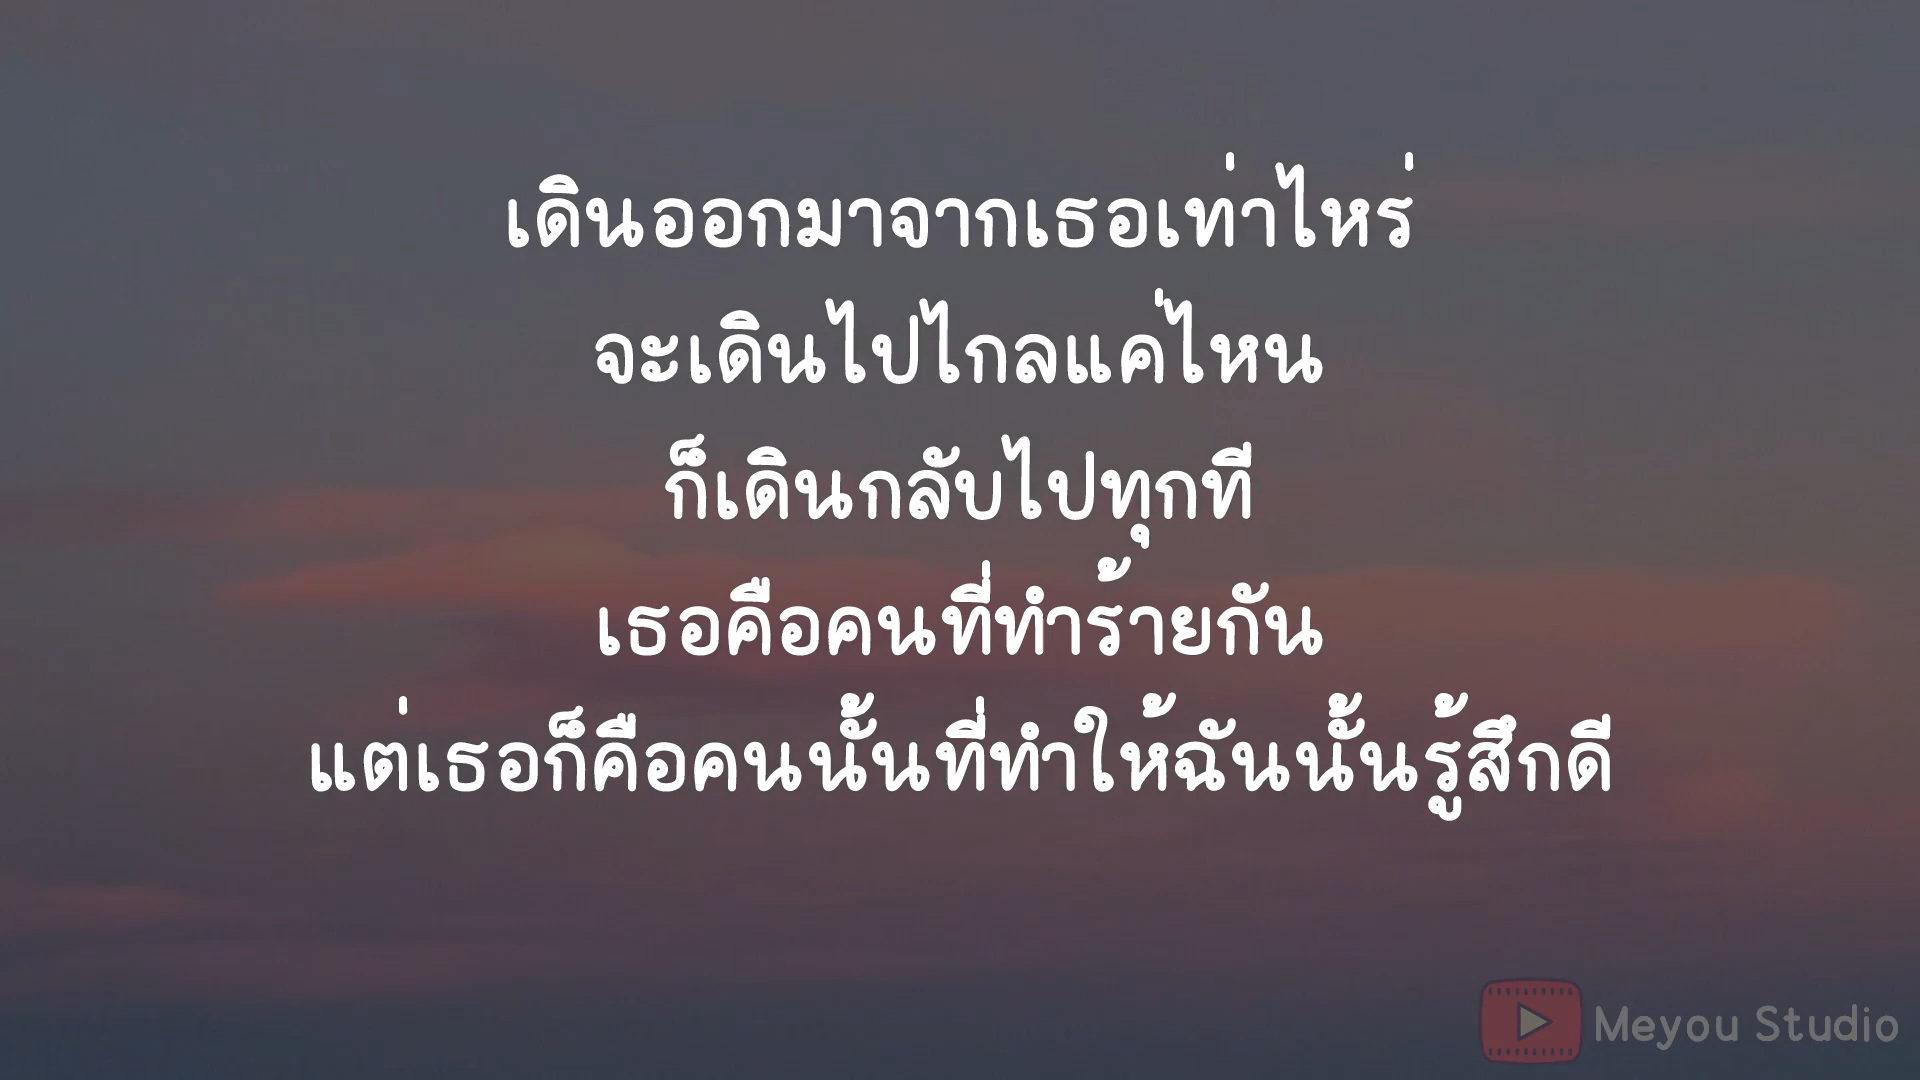 เดินออกมาจากเธอเท่าไหร่
จะเดินไปไกลแค่ไหน
ก็เดินกลับไปทุกที
เธอคือคนที่ทำร้ายกัน
แต่เธอก็คือคนนั้นที่ทำให้ฉันนั้นรู้สึกดี
Meyou Studio